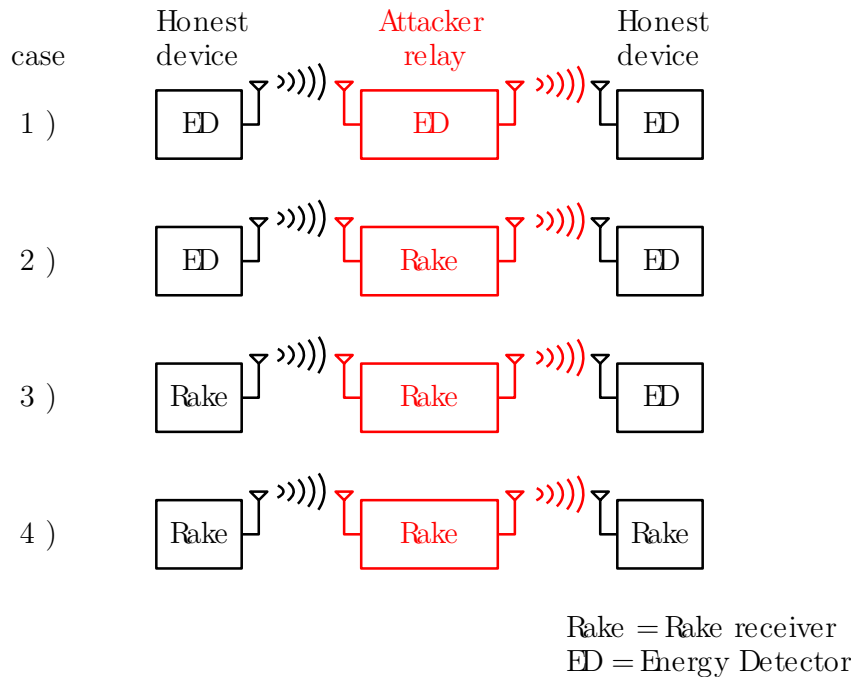 Honest Attacker Honest
case device relay device
1 ) ED ED ED
2 ) ED Rake ED
3 ) Rake Rake ED
4 ) Rake Rake Rake
Rake = Rake receiver
ED = Energy Detector